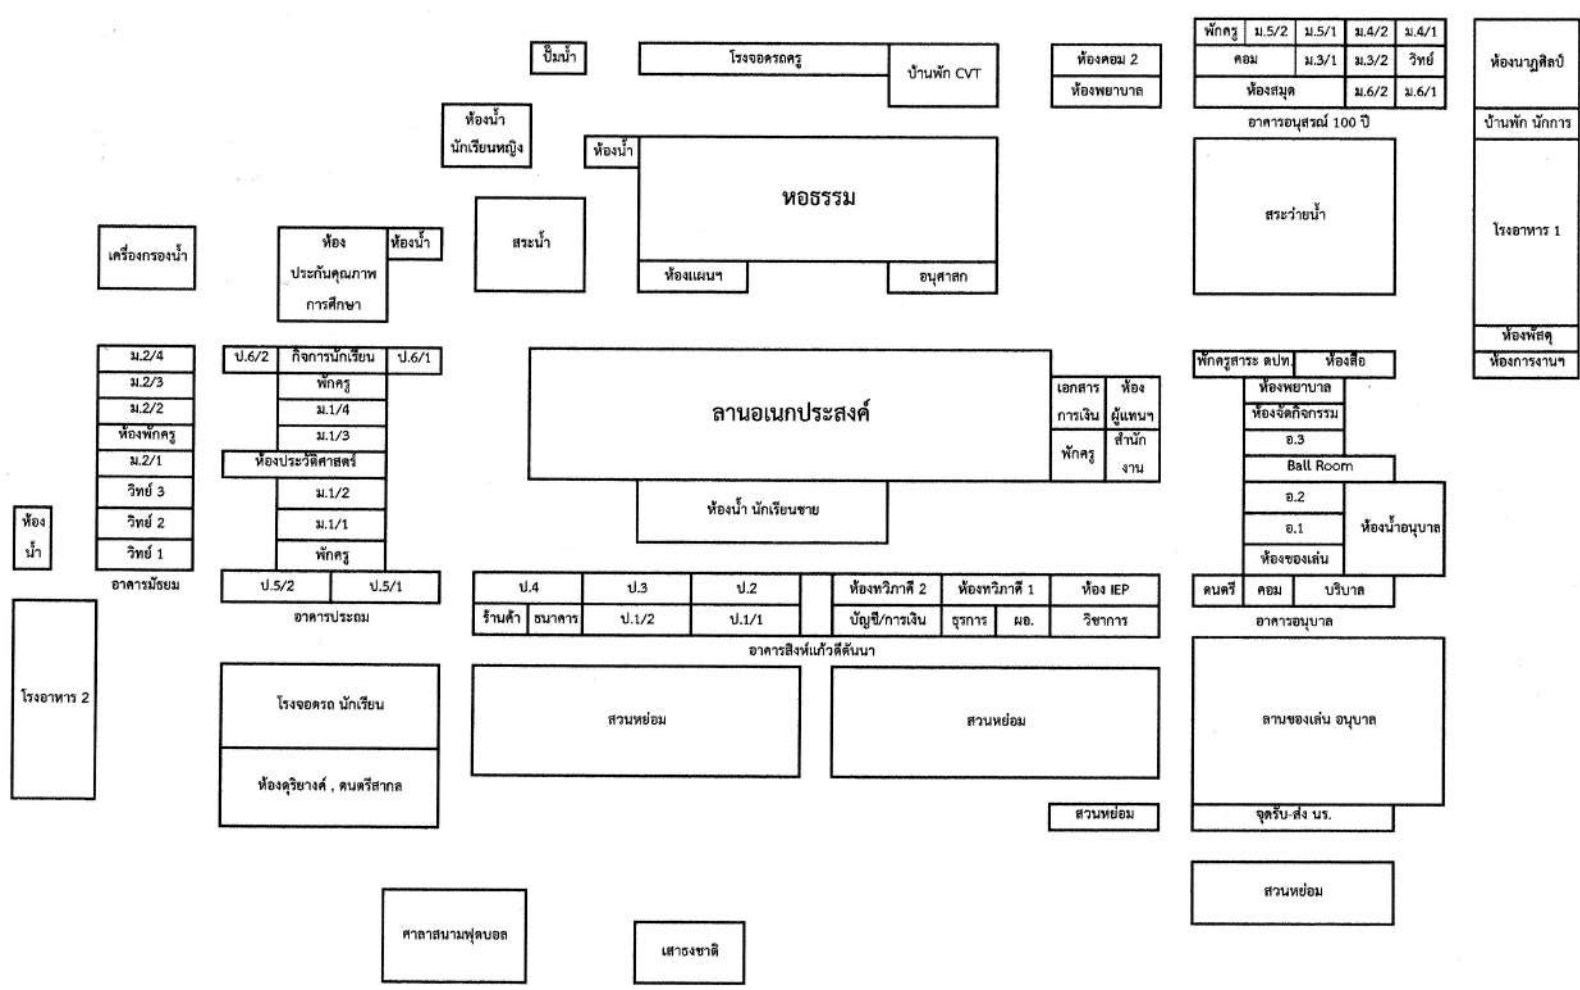 ปั๊มน้ำ
โรงจอดรถครู
บ้านพัก CVT
ห้องคอม 2
ห้องพยาบาล
พักครู ม.5/2 ม.5/1 ม.4/2 ม.4/1
คอม ม.3/1 ม.3/2 วิทย์
ห้องสมุด ม.6/2 ม.6/1
อาคารอนุสรณ์ 100 ปี
ห้องนาฏศิลป์
บ้านพัก นักการ
โรงอาหาร 1
ห้องพัสดุ
ห้องการงานฯ
ห้องน้ำ
นักเรียนหญิง
ห้องน้ำ
หอธรรม
ห้องแผนฯ
อนุศาสก
สระว่ายน้ำ
เครื่องกรองน้ำ
ห้อง
ประกันคุณภาพ
การศึกษา
ห้องน้ำ
สระน้ำ
ม.2/4
ม.2/3
ม.2/2
ห้องพักครู
ม.2/1
วิทย์ 3
วิทย์ 2
วิทย์ 1
อาคารมัธยม
ป.6/2 กิจการนักเรียน ป.6/1
พักครู
ม.1/4
ม.1/3
ห้องประวัติศาสตร์
ม.1/2
ม.1/1
พักครู
ป.5/2 ป.5/1
อาคารประถม
ลานอเนกประสงค์
เอกสาร
การเงิน
ห้อง
ผู้แทนฯ
พักครู
สำนัก
งาน
ห้องน้ำ นักเรียนชาย
พักครูสาระ ตปท. ห้องสื่อ
ห้องพยาบาล
ห้องจัดกิจกรรม
อ.3
Ball Room
อ.2
อ.1
ห้องน้ำอนุบาล
ห้องของเล่น
ดนตรี คอม บริบาล
อาคารอนุบาล
ห้อง
น้ำ
โรงอาหาร 2
ป.4 ป.3 ป.2 ห้องทวิภาคี 2 ห้องทวิภาคี 1 ห้อง IEP
ร้านค้า ธนาคาร ป.1/2 ป.1/1 บัญชี/การเงิน ธุรการ ผอ. วิชาการ
อาคารสิงห์แก้วดีตันนา
โรงจอดรถ นักเรียน
ห้องดุริยางค์ , ดนตรีสากล
สวนหย่อม
สวนหย่อม
ลานของเล่น อนุบาล
สวนหย่อม
จุดรับ-ส่ง นร.
สวนหย่อม
ศาลาสนามฟุตบอล
เสาธงชาติ